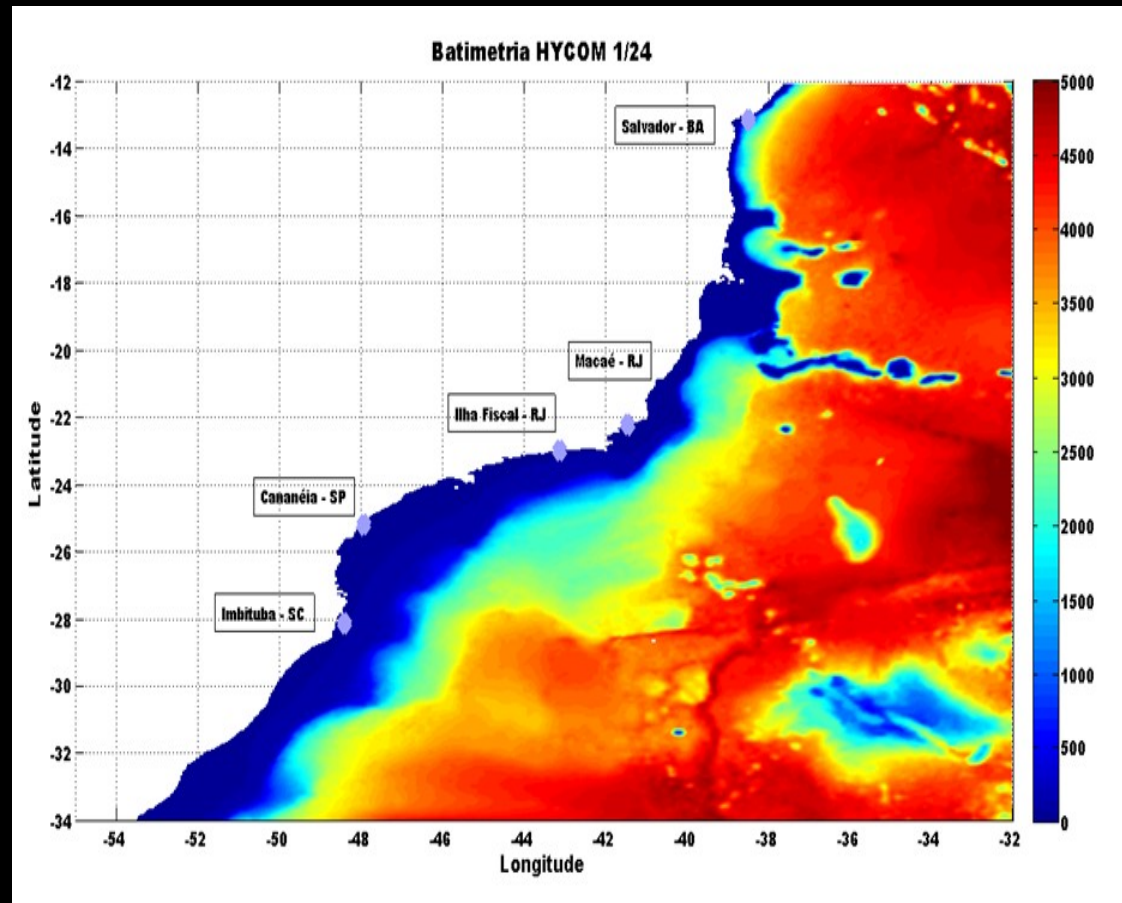 Batimetria HYCOM 1/24
-12
-14
-16
-18
-20
-22
-24
-26
-28
-30
-32
-34
Latitude
Salvador - BA
Macaé - RJ
Ilha Fiscal - RJ
Cananéia - SP
Imbituba - SC
5000
4500
4000
3500
3000
2500
2000
1500
1000
500
0
-54 -52 -50 -48 -46 -44 -42 -40 -38 -36 -34 -32
Longitude